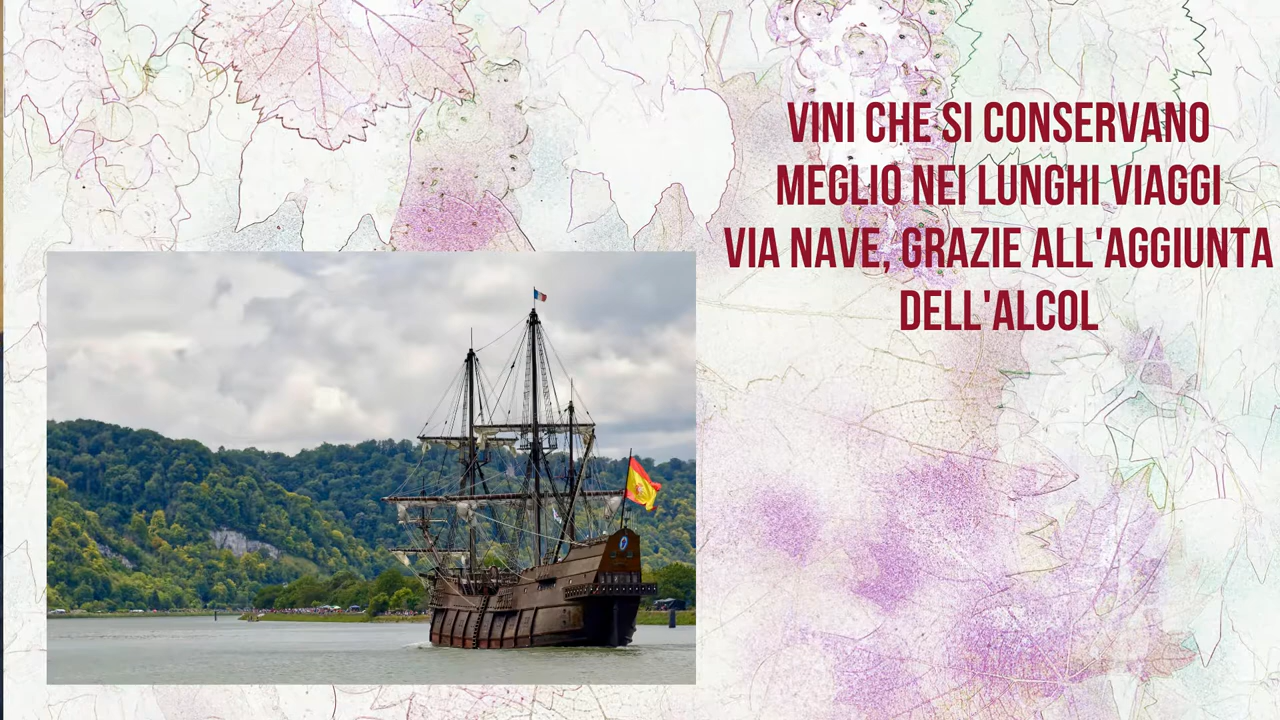 VINI CHE SI CONSERVANO
MEGLIO NEI LUNGHI VIAGGI
VIA NAVE, GRAZIE ALL'AGGIUNTA
DELL'ALCOL